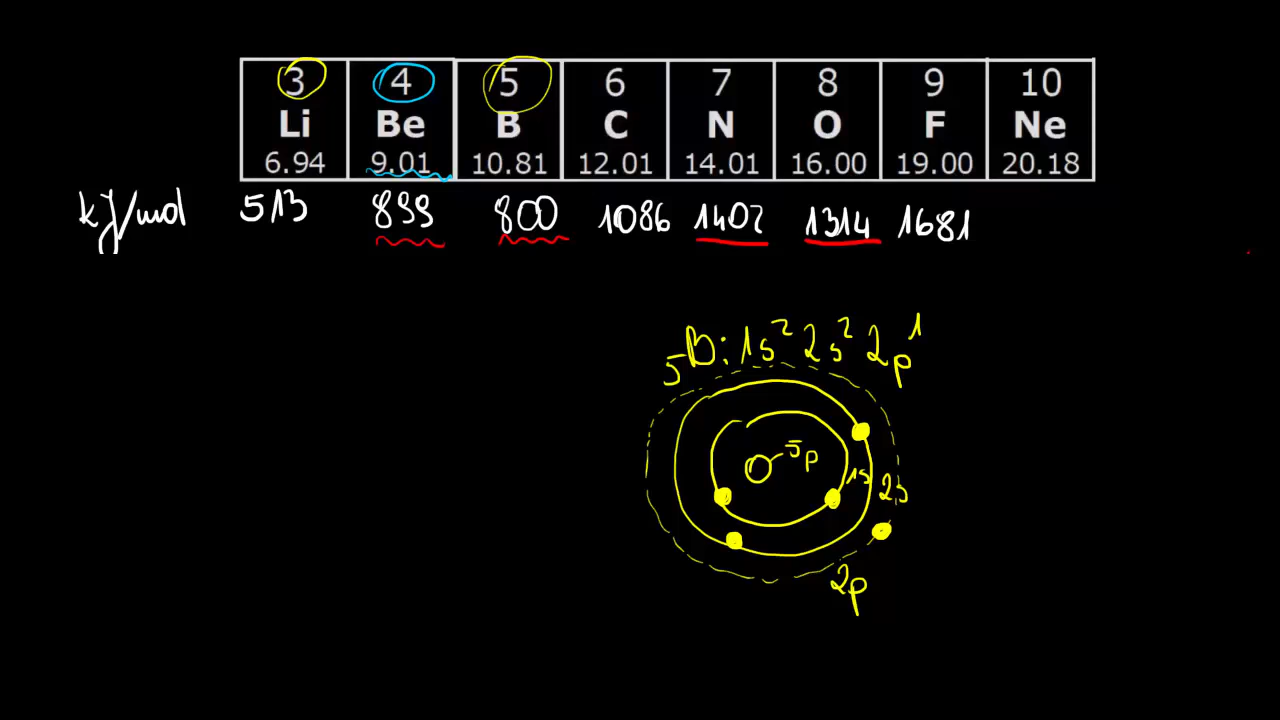 3 4 5 6 7 8 9 10
Li Be B C N O F Ne
6.94 9.01 10.81 12.01 14.01 16.00 19.00 20.18
kJ/mol 513 899 800 1086 1402 1314 1681
₅B: 1s² 2s² 2p¹
5p
1s
2s
2p